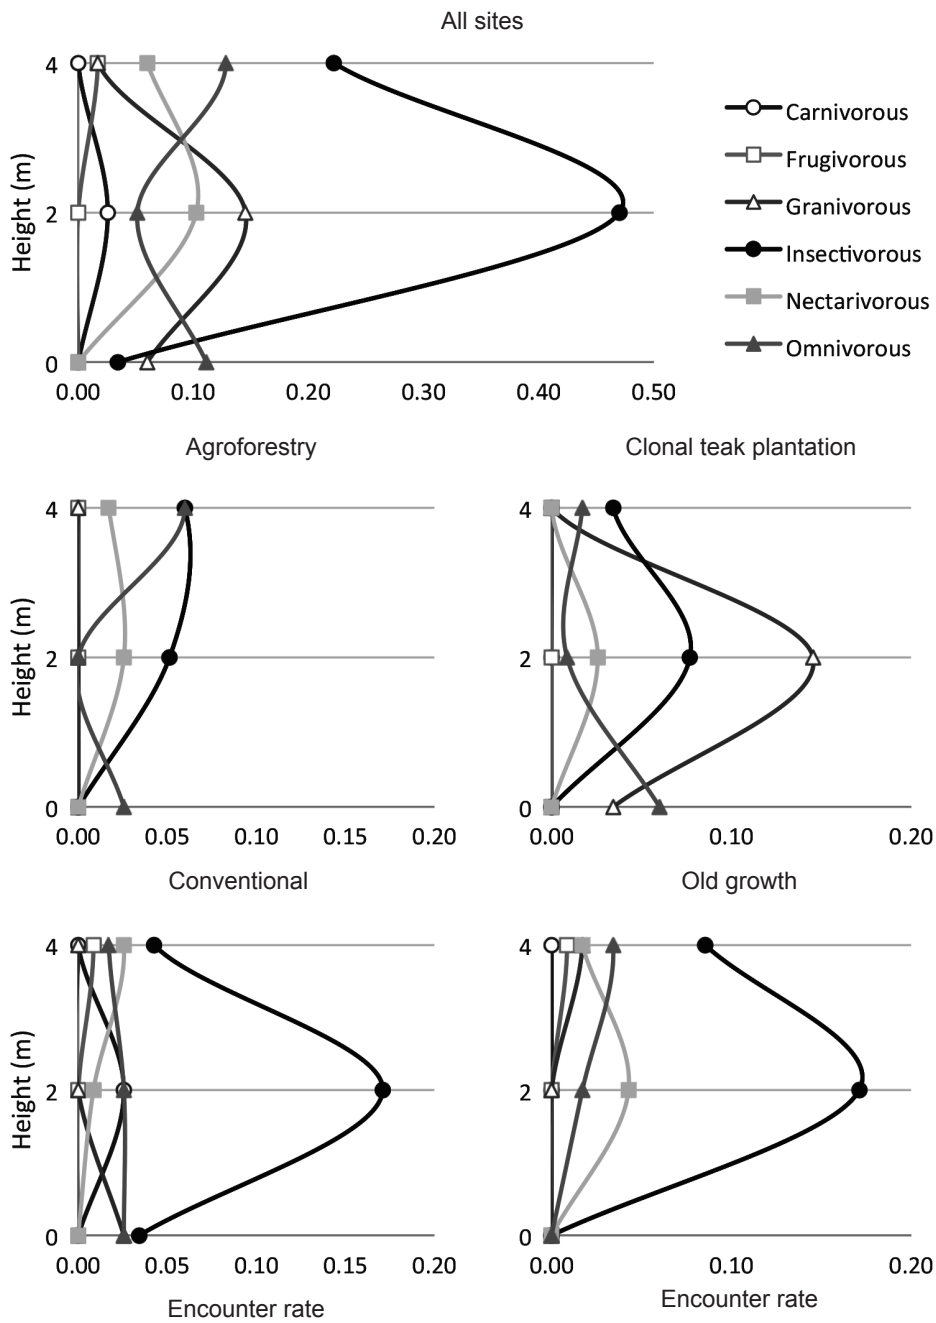 All sites
4
2
0
Height (m)
0.00 0.10 0.20 0.30 0.40 0.50
Carnivorous
Frugivorous
Granivorous
Insectivorous
Nectarivorous
Omnivorous
Agroforestry
4
2
0
Height (m)
0.00 0.05 0.10 0.15 0.20
Clonal teak plantation
4
2
0
0.00 0.10 0.20
Conventional
4
2
0
Height (m)
0.00 0.05 0.10 0.15 0.20
Encounter rate
Old growth
4
2
0
0.00 0.10 0.20
Encounter rate